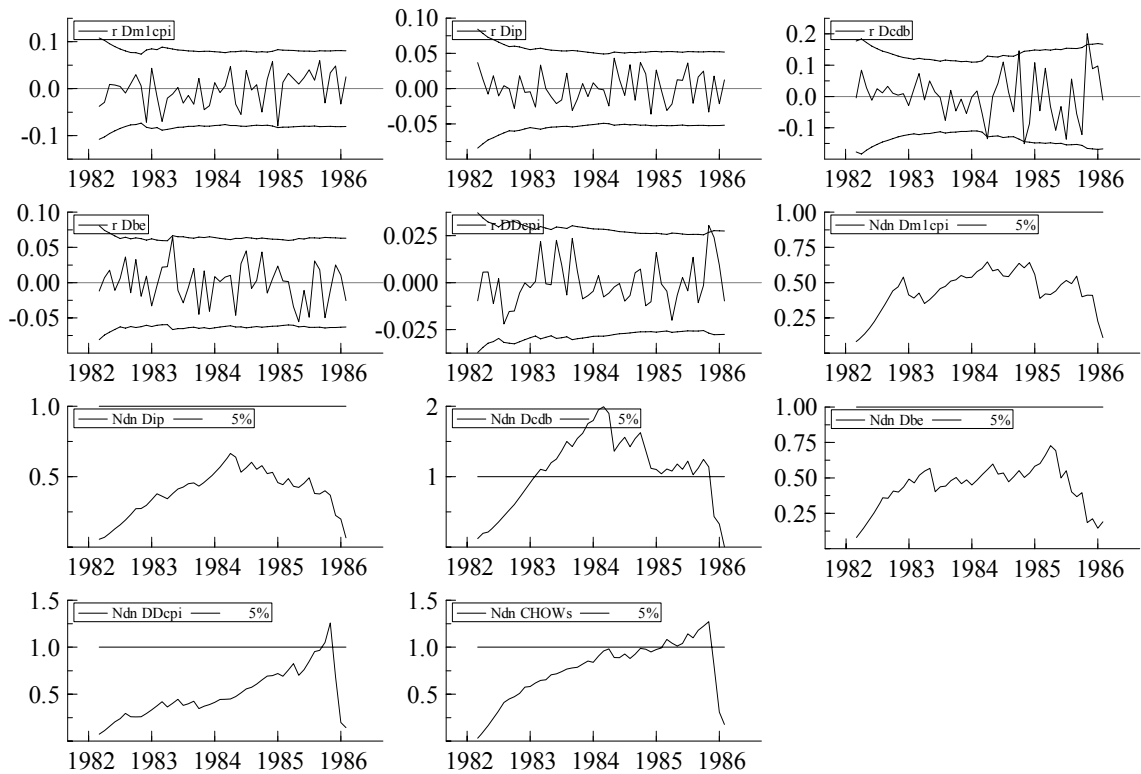 r Dm1cpi
0.1
0.0
-0.1
1982 1983 1984 1985 1986
r Dip
0.10
0.05
0.00
-0.05
1982 1983 1984 1985 1986
r Dcdb
0.2
0.1
0.0
-0.1
1982 1983 1984 1985 1986
r Dbe
0.10
0.05
0.00
-0.05
1982 1983 1984 1985 1986
r DDcpi
0.025
0.000
-0.025
1982 1983 1984 1985 1986
Ndn Dm1cpi 5%
1.00
0.75
0.50
0.25
1982 1983 1984 1985 1986
Ndn Dip 5%
1.0
0.5
1982 1983 1984 1985 1986
Ndn Dcdb 5%
2
1
1982 1983 1984 1985 1986
Ndn Dbe 5%
1.00
0.75
0.50
0.25
1982 1983 1984 1985 1986
Ndn DDcpi 5%
1.5
1.0
0.5
1982 1983 1984 1985 1986
Ndn CHOWs 5%
1.5
1.0
0.5
1982 1983 1984 1985 1986